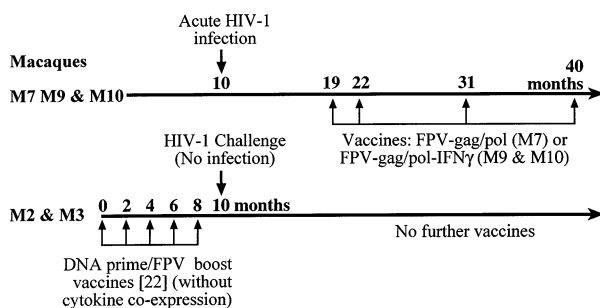 Acute HIV-1
infection
Macaques
10 19 22 31 40
months
M7 M9 & M10
Vaccines: FPV-gag/pol (M7) or
FPV-gag/pol-IFNγ (M9 & M10)
HIV-1 Challenge
(No infection)
0 2 4 6 8 10 months
M2 & M3
No further vaccines
DNA prime/FPV boost
vaccines [22] (without
cytokine co-expression)